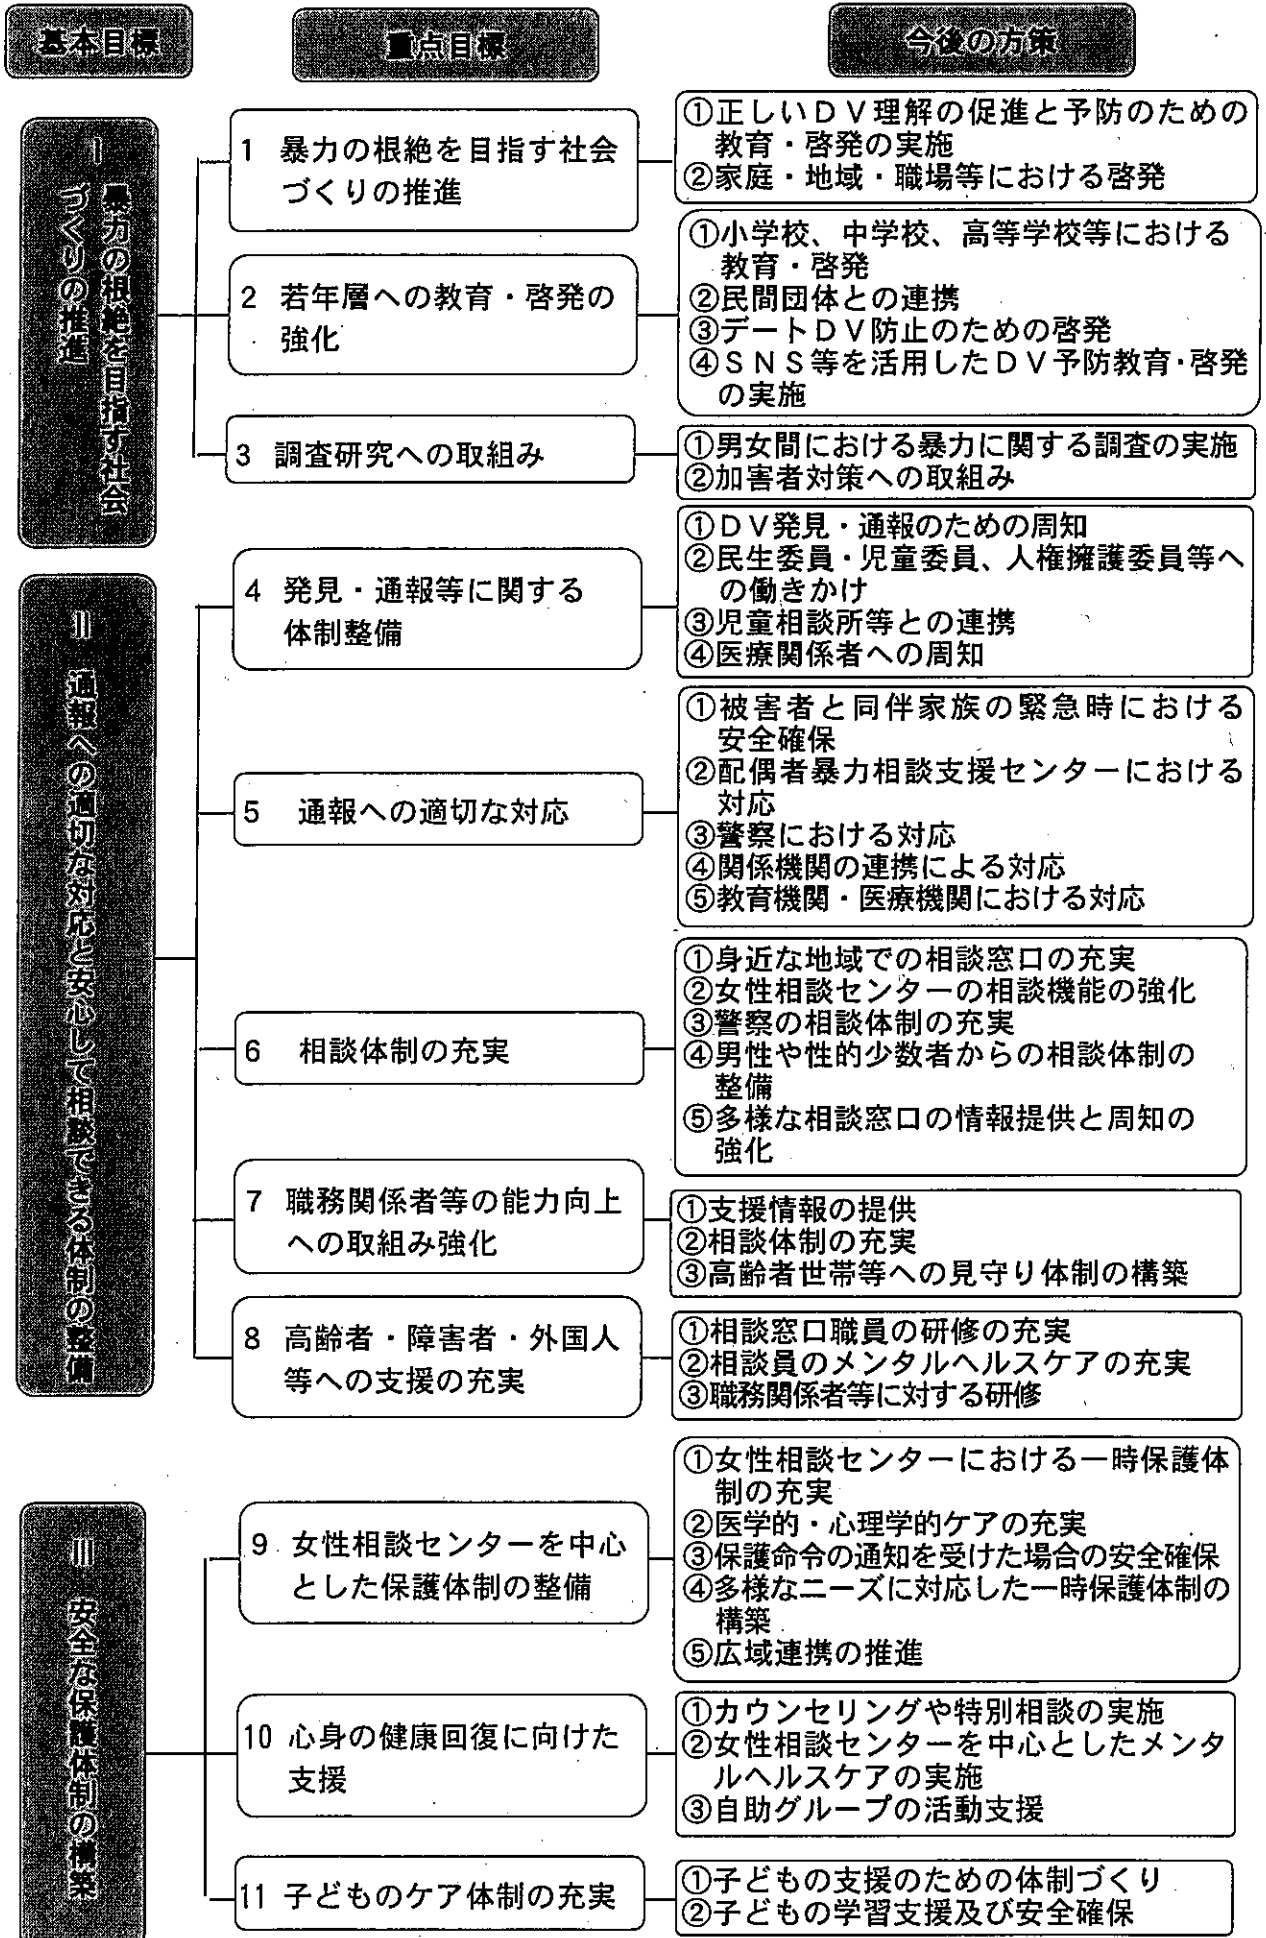 基本目標
重点目標
今後の方策
Ⅰ 暴力の根絶を目指す社会
づくりの推進
1 暴力の根絶を目指す社会
づくりの推進
①正しいＤＶ理解の促進と予防のための
教育・啓発の実施
②家庭・地域・職場等における啓発
2 若年層への教育・啓発の
強化
①小学校、中学校、高等学校等における
教育・啓発
②民間団体との連携
③デートＤＶ防止のための啓発
④ＳＮＳ等を活用したＤＶ予防教育・啓発
の実施
3 調査研究への取組み
①男女間における暴力に関する調査の実施
②加害者対策への取組み
Ⅱ 通報への適切な対応と安心して相談できる体制の整備
4 発見・通報等に関する
体制整備
①ＤＶ発見・通報のための周知
②民生委員・児童委員、人権擁護委員等へ
の働きかけ
③児童相談所等との連携
④医療関係者への周知
5 通報への適切な対応
①被害者と同伴家族の緊急時における
安全確保
②配偶者暴力相談支援センターにおける
対応
③警察における対応
④関係機関の連携による対応
⑤教育機関・医療機関における対応
6 相談体制の充実
①身近な地域での相談窓口の充実
②女性相談センターの相談機能の強化
③警察の相談体制の充実
④男性や性的少数者からの相談体制の
整備
⑤多様な相談窓口の情報提供と周知の
強化
7 職務関係者等の能力向上
への取組み強化
①支援情報の提供
②相談体制の充実
③高齢者世帯等への見守り体制の構築
8 高齢者・障害者・外国人
等への支援の充実
①相談窓口職員の研修の充実
②相談員のメンタルヘルスケアの充実
③職務関係者等に対する研修
Ⅲ 安全な保護体制の構築
9 女性相談センターを中心
とした保護体制の整備
①女性相談センターにおける一時保護体
制の充実
②医学的・心理学的ケアの充実
③保護命令の通知を受けた場合の安全確保
④多様なニーズに対応した一時保護体制の
構築
⑤広域連携の推進
10 心身の健康回復に向けた
支援
①カウンセリングや特別相談の実施
②女性相談センターを中心としたメンタ
ルヘルスケアの実施
③自助グループの活動支援
11 子どものケア体制の充実
①子どもの支援のための体制づくり
②子どもの学習支援及び安全確保